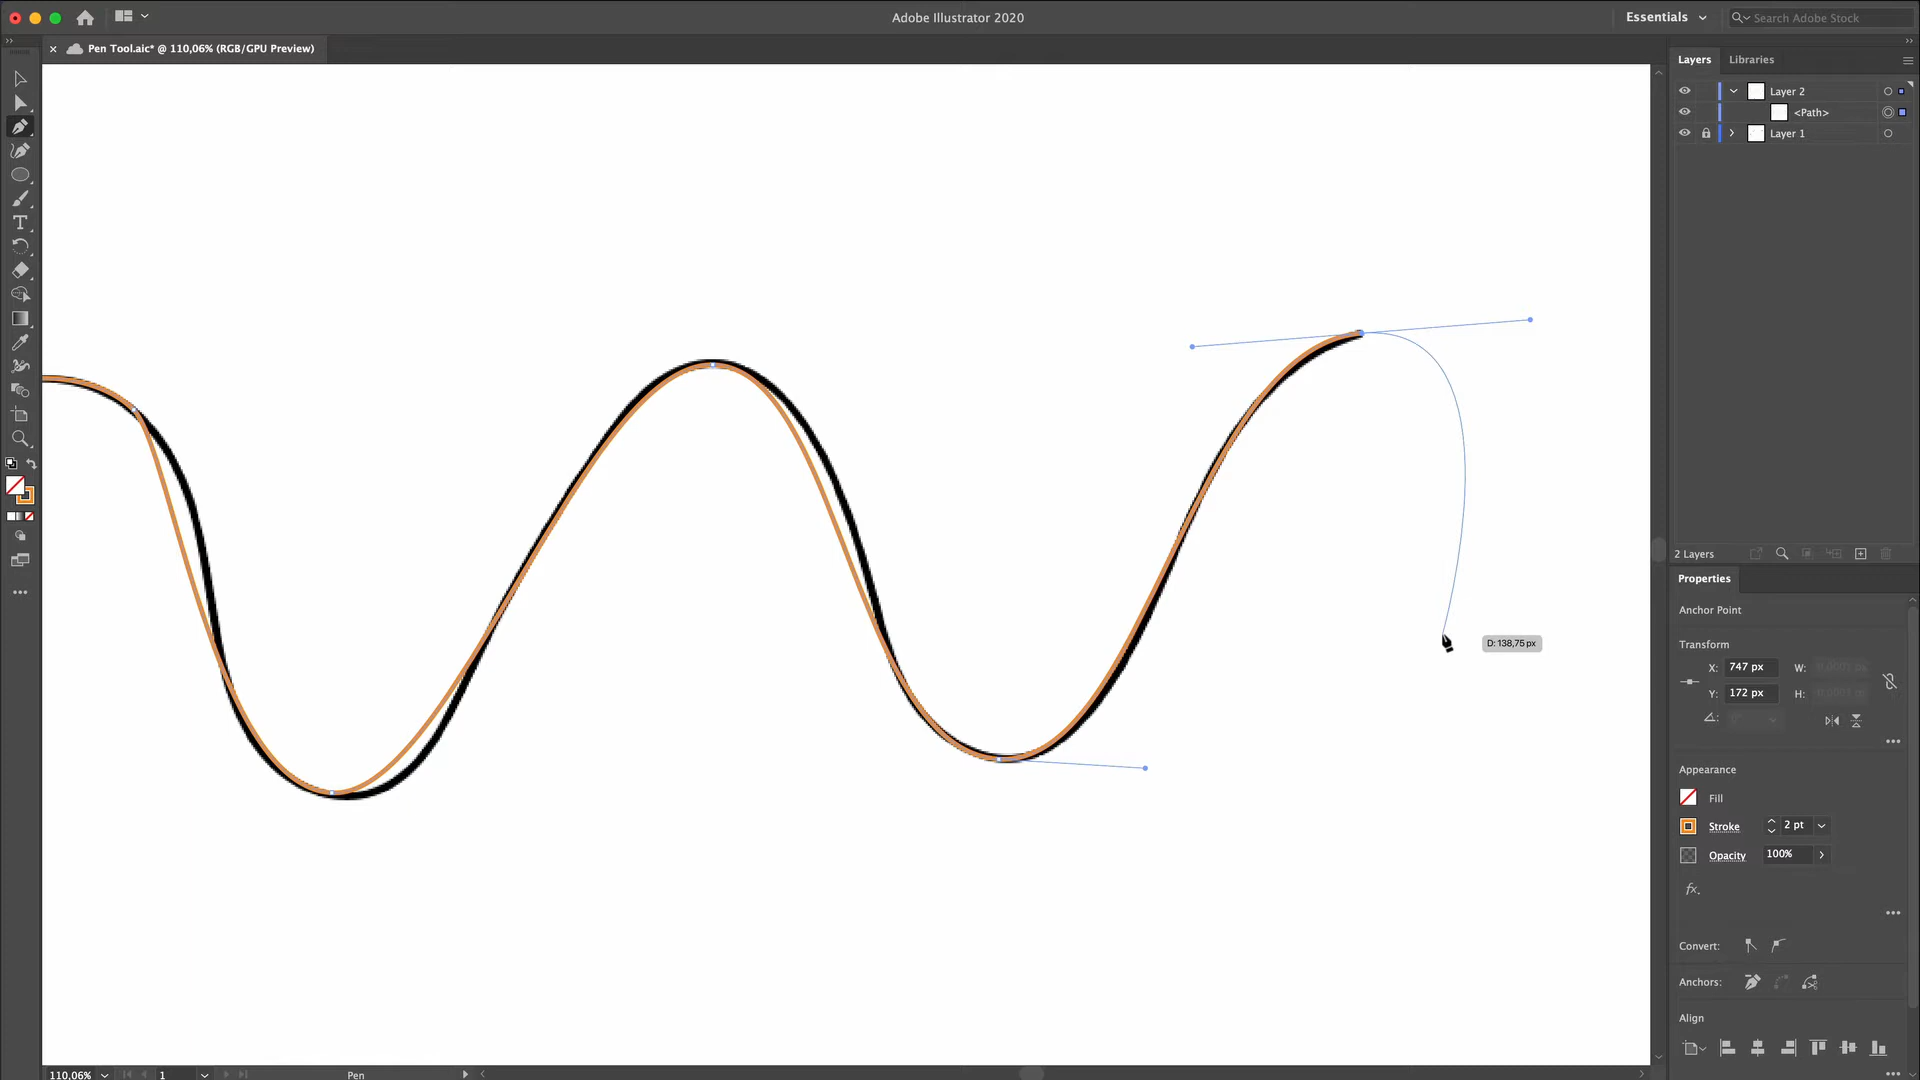 Adobe Illustrator 2020
Essentials
Search Adobe Stock
Pen Tool.aic* @ 110,06% (RGB/GPU Preview)
Layers
Libraries
Layer 2
<Path>
Layer 1
2 Layers
Properties
Anchor Point
Transform
X: 747 px W:
Y: 172 px H:
D: 138,75 px
Appearance
Fill
Stroke 2 pt
Opacity 100%
fx.
Convert:
Anchors:
Align
110,06% 1 Pen